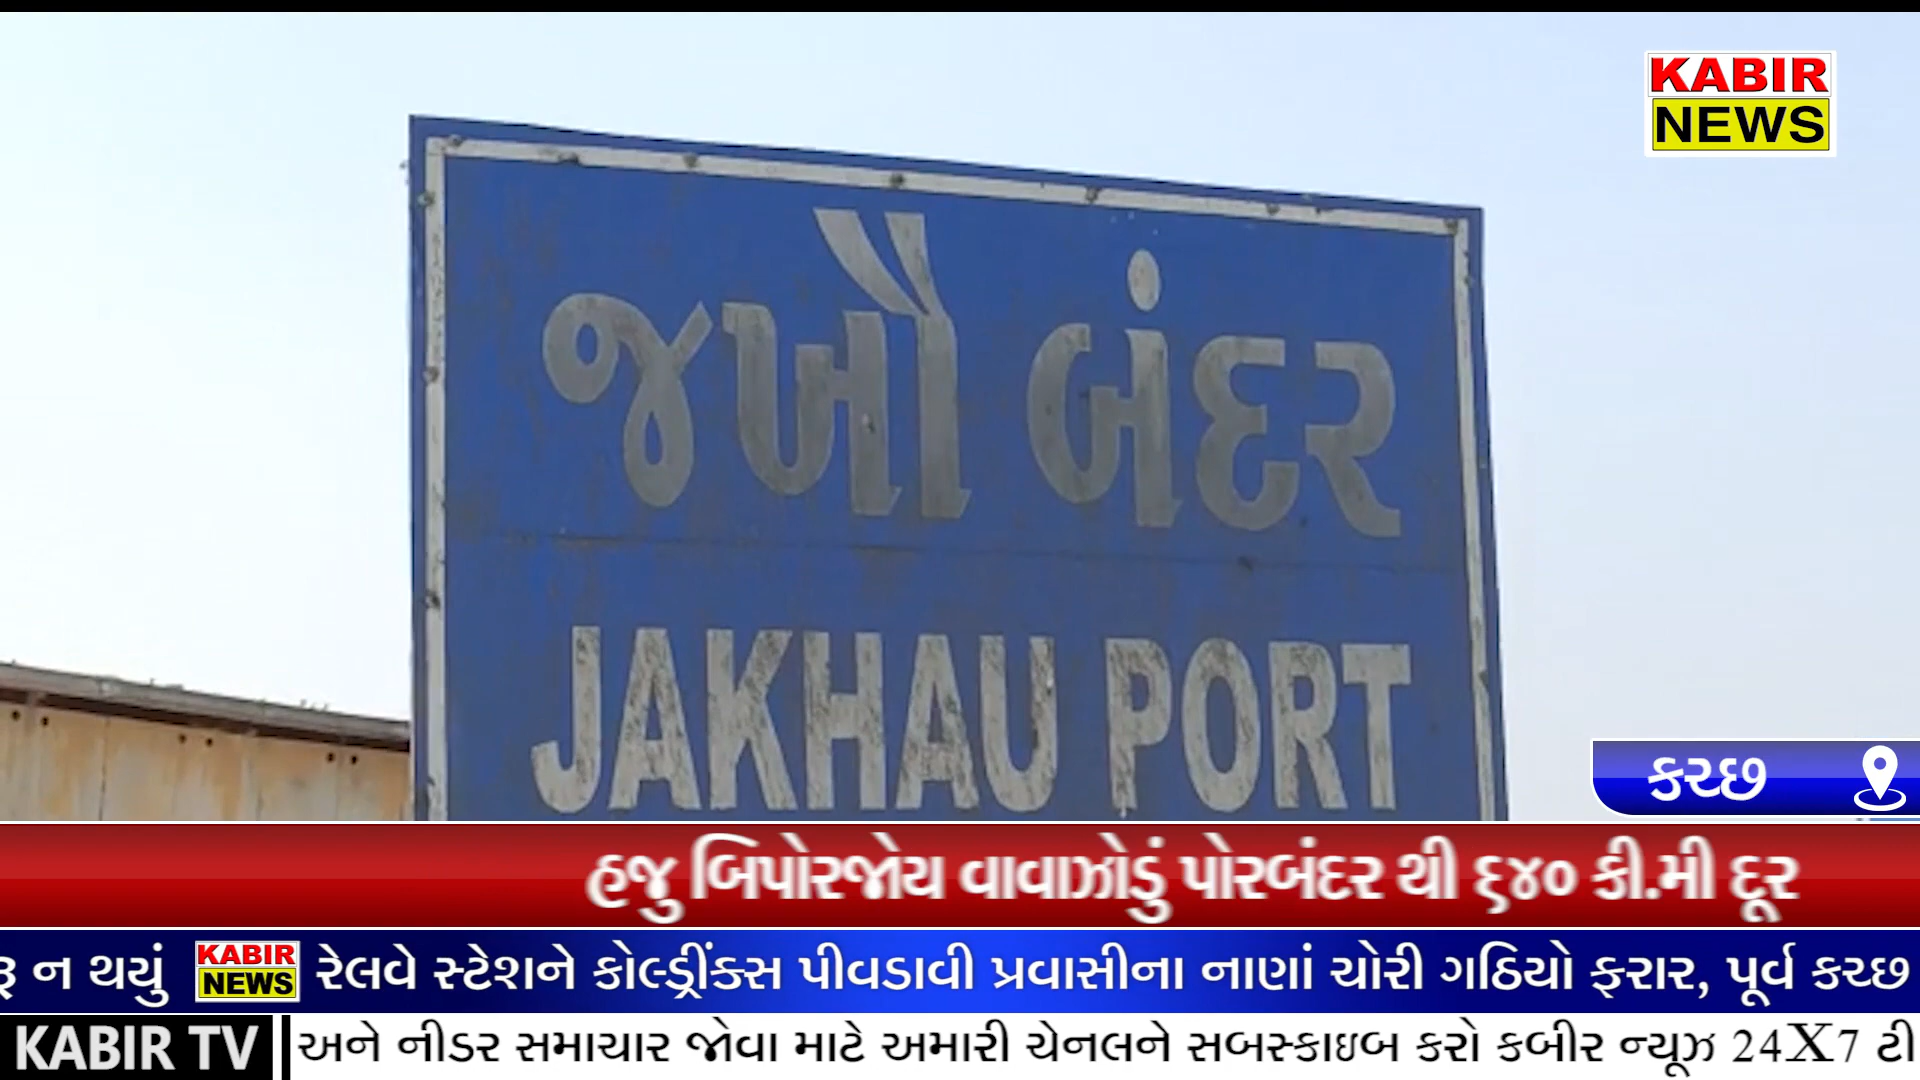 KABIR
NEWS
જખૌ બંદર
JAKHAU PORT
કચ્છ
હજુ બિપોરજોય વાવાઝોડું પોરબંદર થી ૬૪૦ કી.મી દૂર
ન થયું KABIR NEWS રેલવે સ્ટેશને કોલ્ડ્રીંક્સ પીવડાવી પ્રવાસીના નાણાં ચોરી ગઠિયો ફરાર, પૂર્વ કચ્છ
KABIR TV અને નીડર સમાચાર જોવા માટે અમારી ચેનલને સબસ્કાઇબ કરો કબીર ન્યૂઝ 24X7 ટી